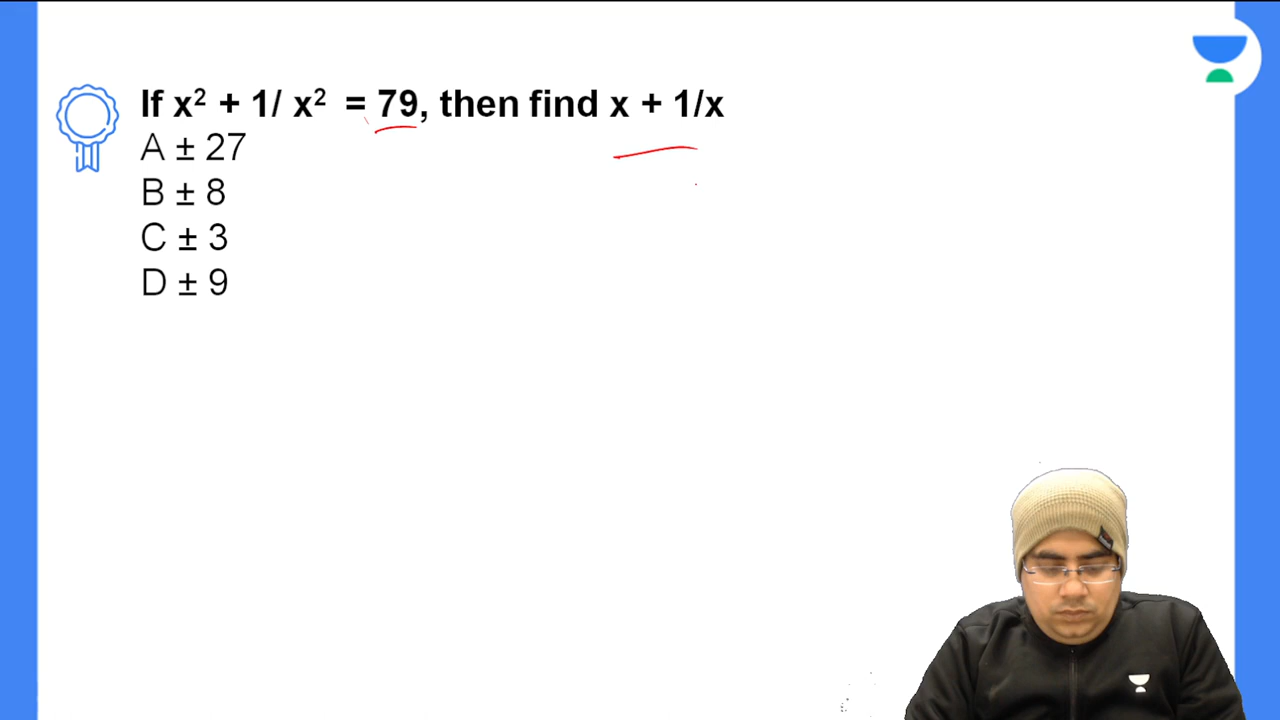 If x² + 1/ x² = 79, then find x + 1/x
A ± 27
B ± 8
C ± 3
D ± 9